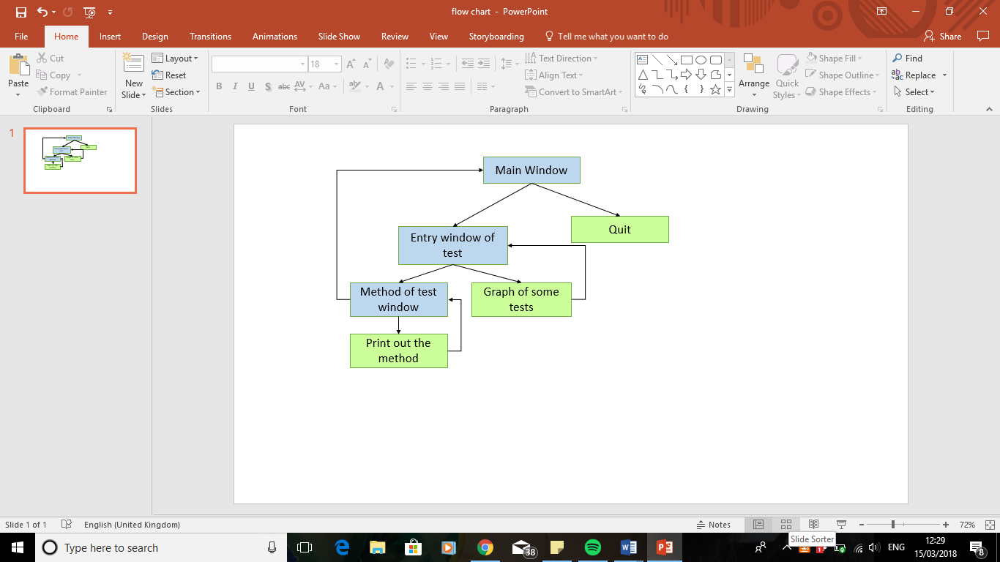 flow chart - PowerPoint
File Home Insert Design Transitions Animations Slide Show Review View Storyboarding Tell me what you want to do Share
Paste
Cut
Copy
Format Painter
Clipboard
New
Slide
Layout
Reset
Section
Slides
18
B I U S abc AV Aa A
Font
Text Direction
Align Text
Convert to SmartArt
Paragraph
Arrange
Quick
Styles
Shape Fill
Shape Outline
Shape Effects
Drawing
Find
Replace
Select
Editing
1
Main Window
Quit
Entry window of
test
Method of test
window
Graph of some
tests
Print out the
method
Slide 1 of 1 English (United Kingdom) Notes 72%
Slide Sorter
Type here to search
38
ENG
12:29
15/03/2018
8